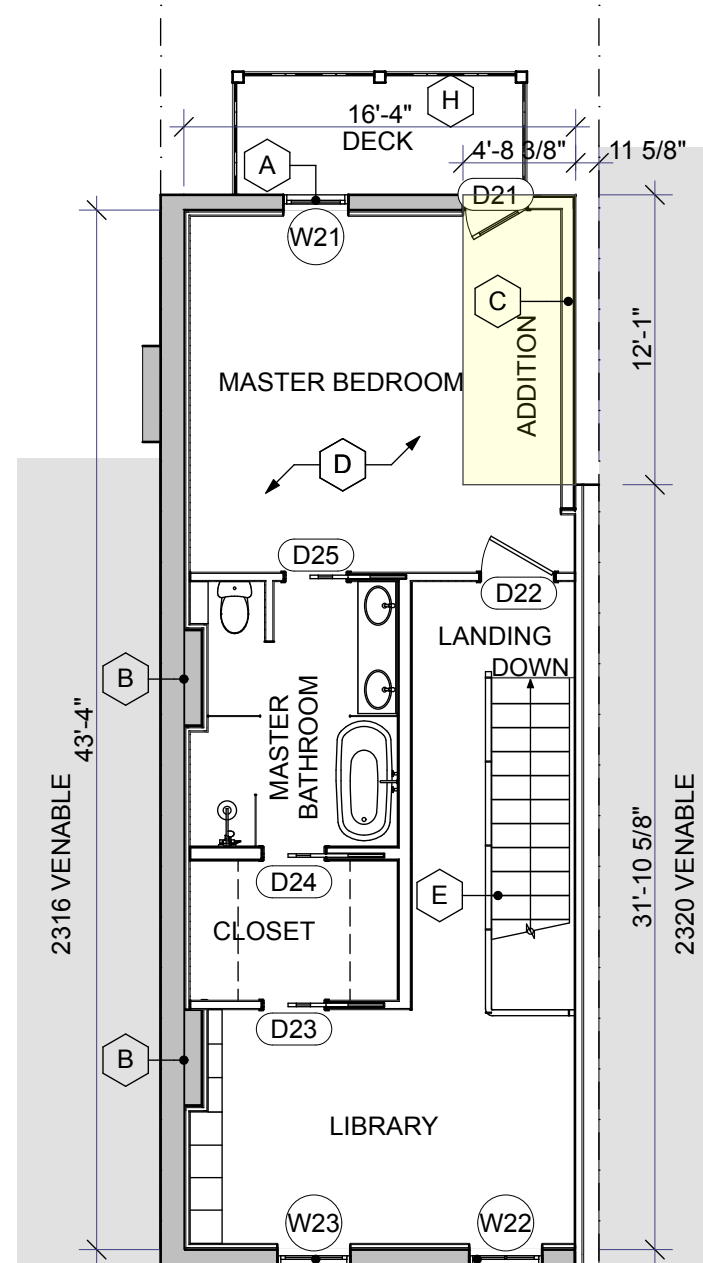 H
16'-4"
DECK
4'-8 3/8"
11 5/8"
A
D21
W21
C
ADDITION
12'-1"
MASTER BEDROOM
D
D25
D22
LANDING
DOWN
B
MASTER
BATHROOM
43'-4"
2316 VENABLE
31'-10 5/8"
2320 VENABLE
D24
E
CLOSET
D23
B
LIBRARY
W23
W22